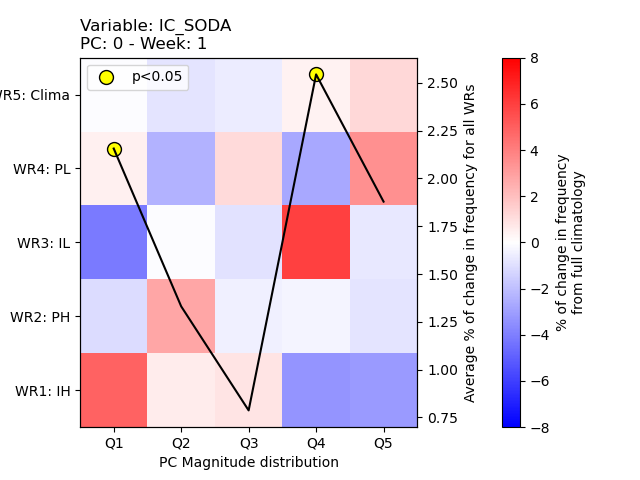 Variable: IC_SODA
PC: 0 - Week: 1
p<0.05
WR5: Clima
WR4: PL
WR3: IL
WR2: PH
WR1: IH
Q1 Q2 Q3 Q4 Q5
PC Magnitude distribution
2.50
2.25
2.00
1.75
1.50
1.25
1.00
0.75
Average % of change in frequency for all WRs
8
6
4
2
0
−2
−4
−6
−8
% of change in frequency
from full climatology